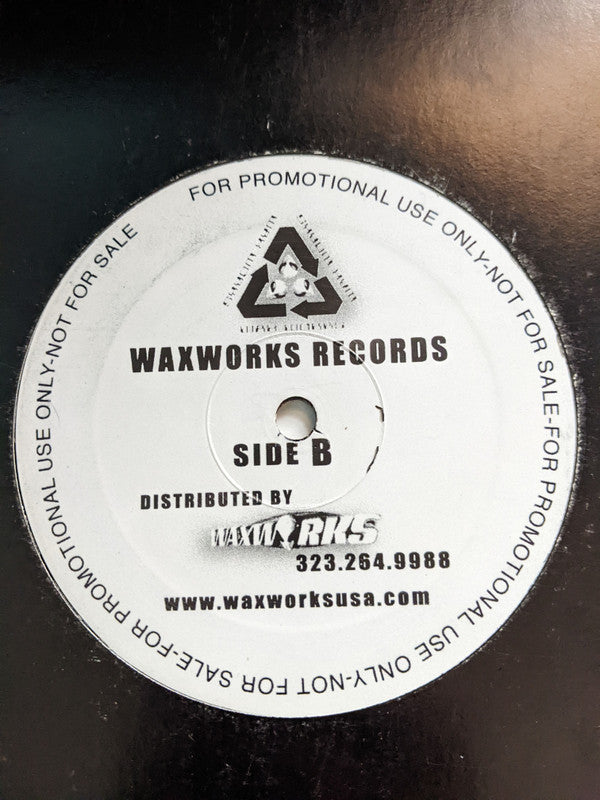 FOR PROMOTIONAL USE ONLY-NOT FOR SALE-FOR PROMOTIONAL USE ONLY-NOT FOR SALE-FOR PROMOTIONAL USE ONLY-NOT FOR SALE
WAXWORKS RECORDS
SIDE B
DISTRIBUTED BY
WAXWORKS
323.264.9988
www.waxworksusa.com